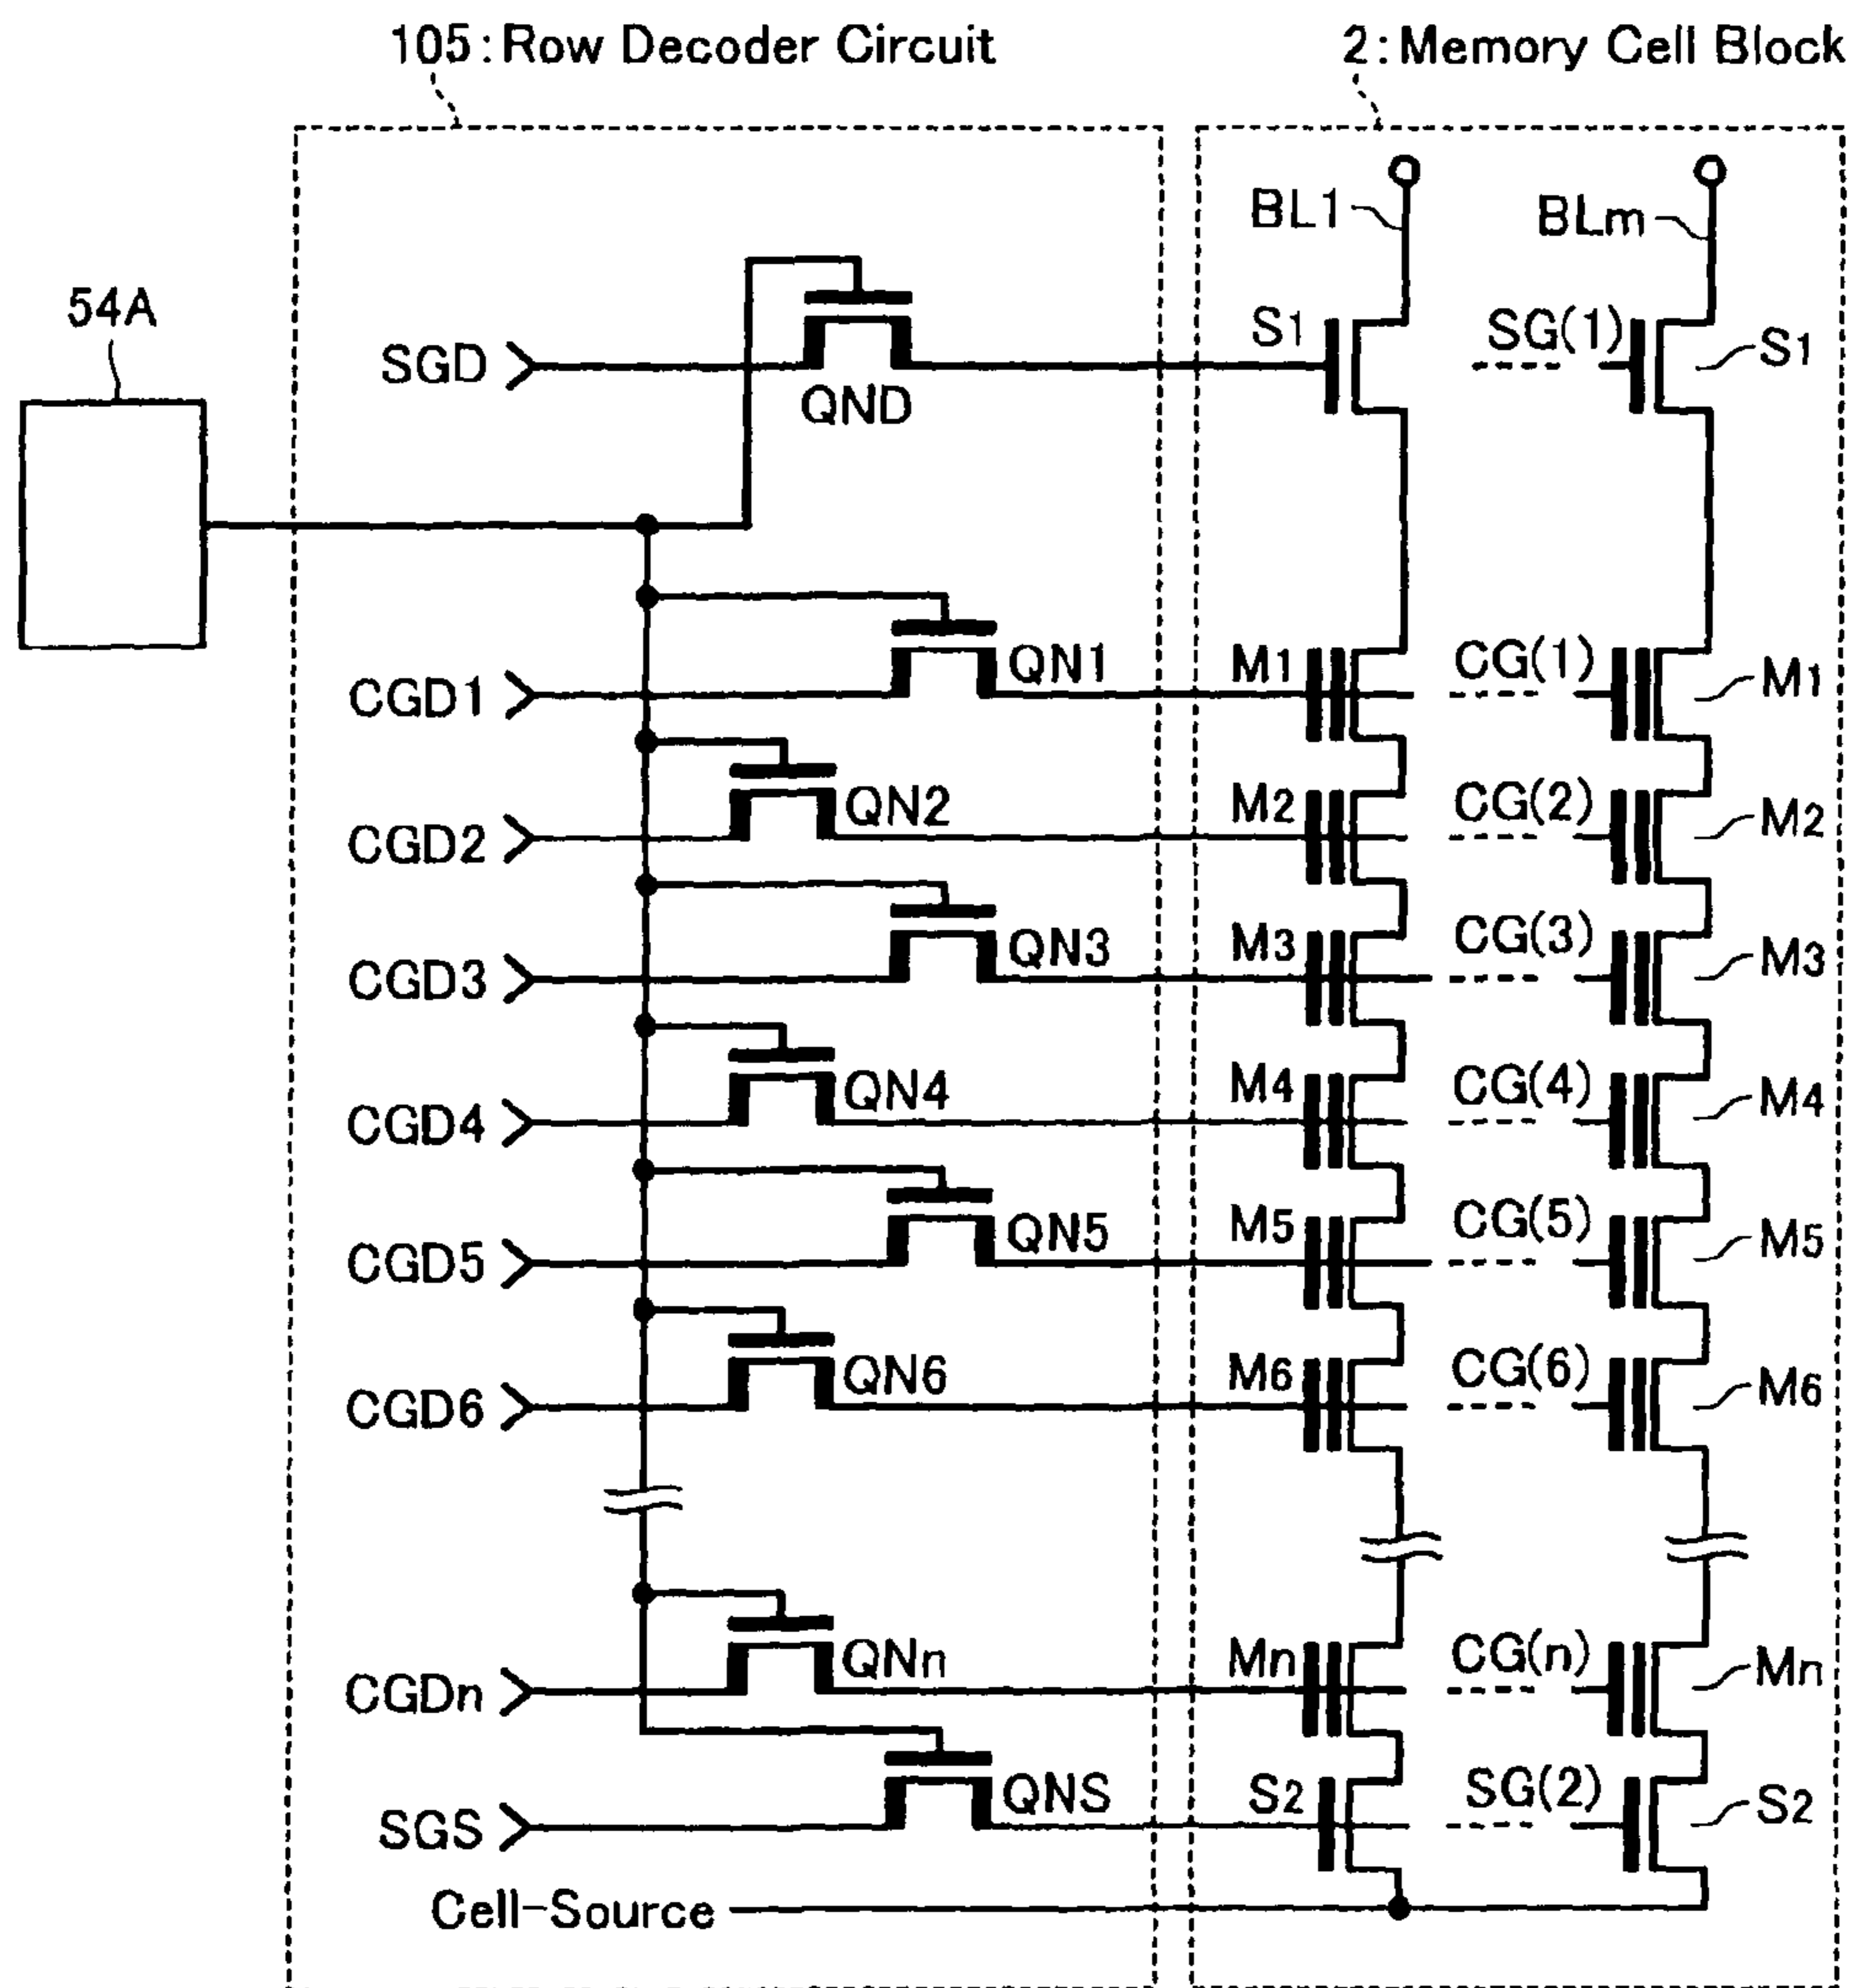 105:Row Decoder Circuit
2:Memory Cell Block
BL1
BLm
54A
SGD
QND
S1
SG(1)
S1
CGD1
QN1
M1
CG(1)
M1
CGD2
QN2
M2
CG(2)
M2
CGD3
QN3
M3
CG(3)
M3
CGD4
QN4
M4
CG(4)
M4
CGD5
QN5
M5
CG(5)
M5
CGD6
QN6
M6
CG(6)
M6
CGDn
QNn
Mn
CG(n)
Mn
SGS
QNS
S2
SG(2)
S2
Cell-Source